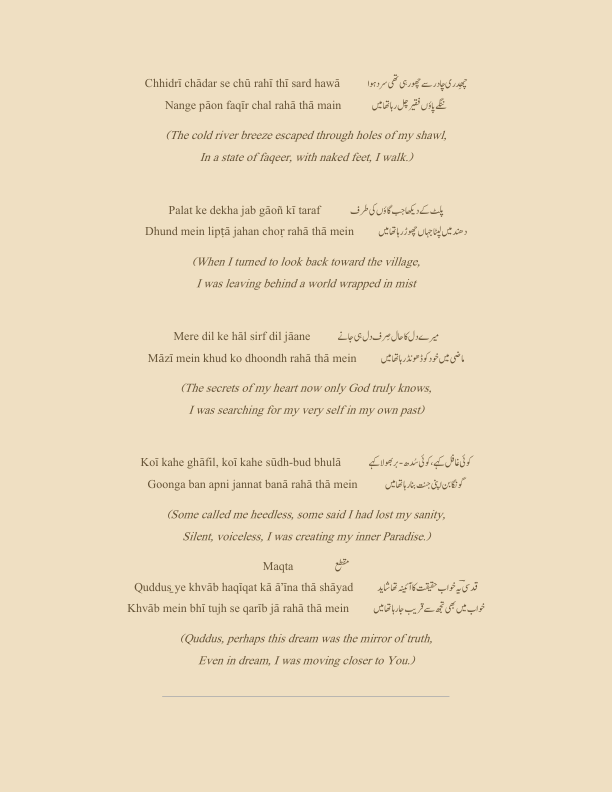 Chhidrī chādar se chū rahī thī sard hawā چھدری چادر سے چھو رہی تھی سرد ہوا
Nange pāon faqīr chal rahā thā main ننگے پاؤں فقیر چل رہا تھا میں
(The cold river breeze escaped through holes of my shawl,
In a state of faqeer, with naked feet, I walk.)
Palat ke dekha jab gāoñ kī taraf پلٹ کے دیکھا جب گاؤں کی طرف
Dhund mein lipṭā jahan choṛ rahā thā mein دھند میں لپٹا جہاں چھوڑ رہا تھا میں
(When I turned to look back toward the village,
I was leaving behind a world wrapped in mist
Mere dil ke hāl sirf dil jāane میرے دل کا حال صرف دل ہی جانے
Māzī mein khud ko dhoondh rahā thā mein ماضی میں خود کو ڈھونڈ رہا تھا میں
(The secrets of my heart now only God truly knows,
I was searching for my very self in my own past)
Koī kahe ghāfil, koī kahe sūdh-bud bhulā کوئی غافل کہے، کوئی سُدھ-بر بھولا کہے
Goonga ban apni jannat banā rahā thā mein گونگا بن اپنی جنت بنا رہا تھا میں
(Some called me heedless, some said I had lost my sanity,
Silent, voiceless, I was creating my inner Paradise.)
Maqta مقطع
Quddus ye khvāb haqīqat kā ā'īna thā shāyad قدسؔی یہ خواب حقیقت کا آئینہ تھا شاید
Khvāb mein bhī tujh se qarīb jā rahā thā mein خواب میں بھی تجھ سے قریب جا رہا تھا میں
(Quddus, perhaps this dream was the mirror of truth,
Even in dream, I was moving closer to You.)